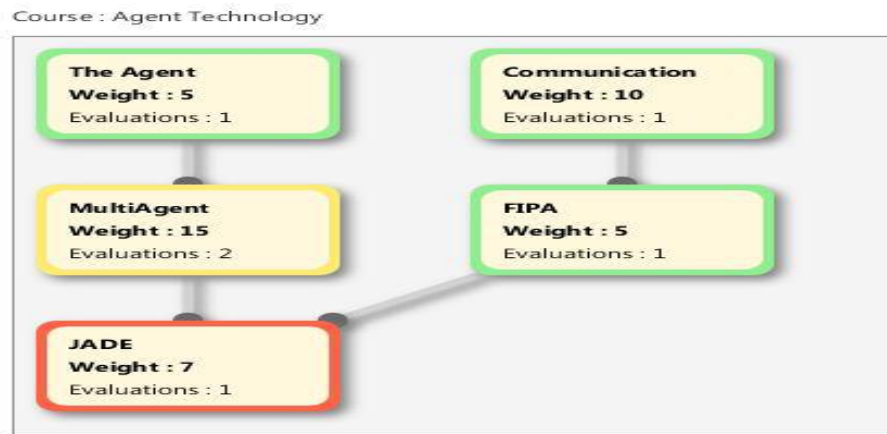 Course : Agent Technology
The Agent
Weight : 5
Evaluations : 1
Communication
Weight : 10
Evaluations : 1
MultiAgent
Weight : 15
Evaluations : 2
FIPA
Weight : 5
Evaluations : 1
JADE
Weight : 7
Evaluations : 1